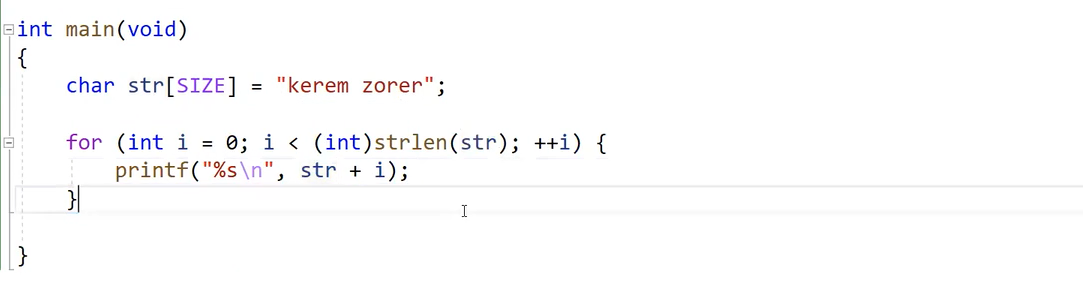 int main(void)
{
    char str[SIZE] = "kerem zorer";
    for (int i = 0; i < (int)strlen(str); ++i) {
        printf("%s\n", str + i);
    }
}